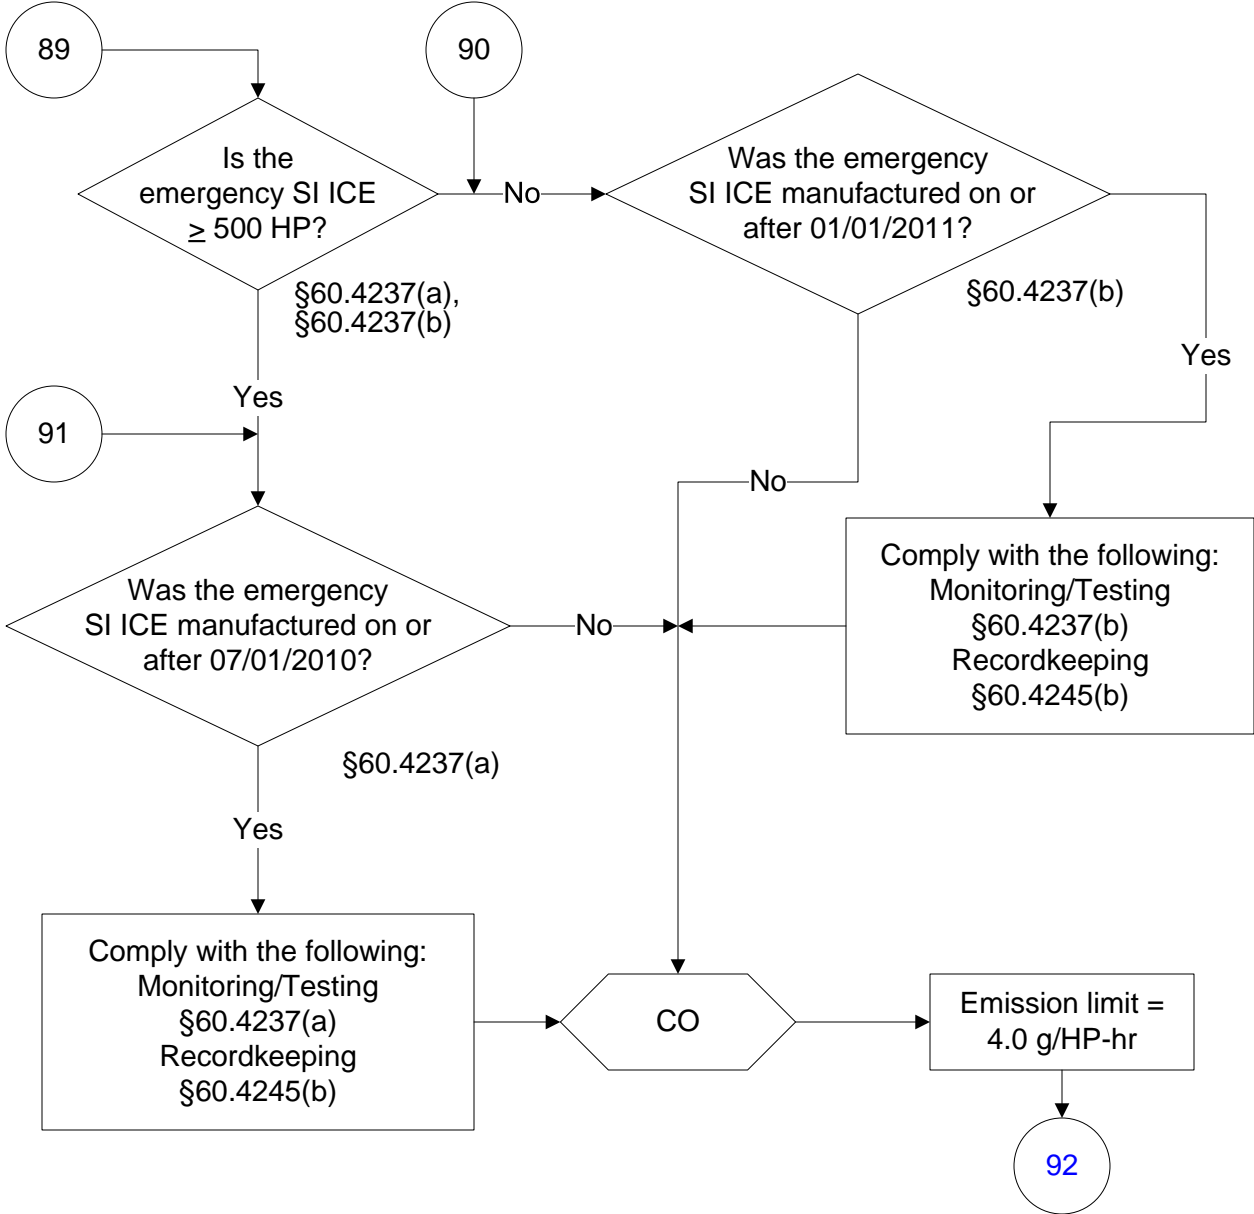 89
90
Is the
emergency SI ICE
≥ 500 HP?
No
Was the emergency
SI ICE manufactured on or
after 01/01/2011?
§60.4237(a),
§60.4237(b)
§60.4237(b)
Yes
Yes
91
No
Comply with the following:
Monitoring/Testing
§60.4237(b)
Recordkeeping
§60.4245(b)
Was the emergency
SI ICE manufactured on or
after 07/01/2010?
No
§60.4237(a)
Yes
Comply with the following:
Monitoring/Testing
§60.4237(a)
Recordkeeping
§60.4245(b)
CO
Emission limit =
4.0 g/HP-hr
92